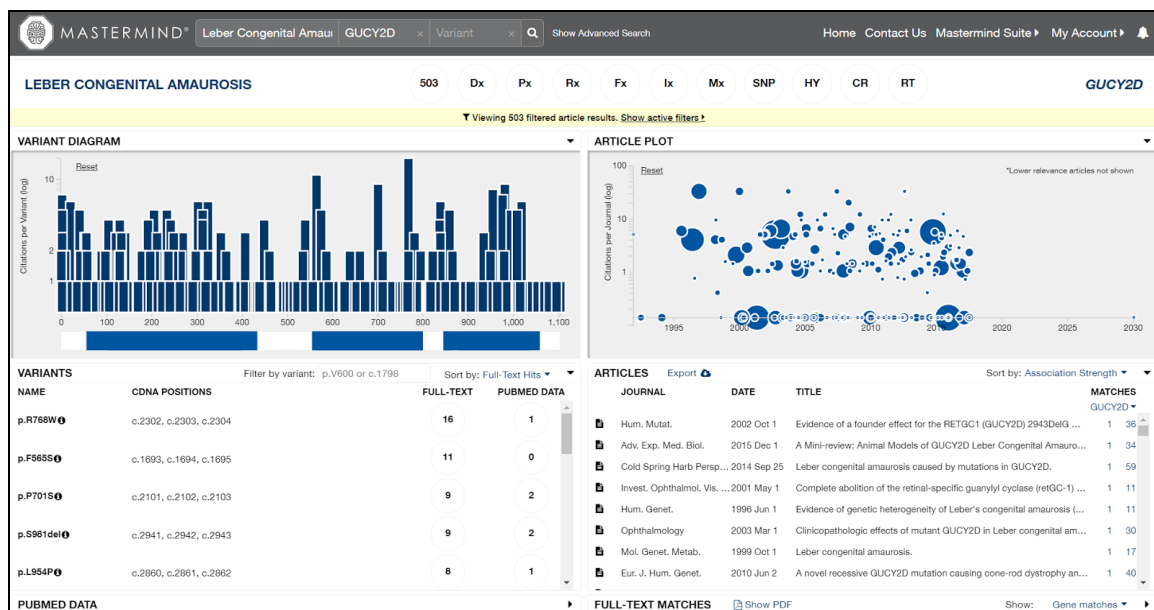 MASTERMIND® Leber Congenital Amau GUCY2D × Variant × Show Advanced Search Home Contact Us Mastermind Suite My Account
LEBER CONGENITAL AMAUROSIS 503 Dx Px Rx Fx Ix Mx SNP HY CR RT GUCY2D
Viewing 503 filtered article results. Show active filters
VARIANT DIAGRAM
Reset
Citations per Variant (log)
10
2
1
0 100 200 300 400 500 600 700 800 900 1,000 1,100
ARTICLE PLOT
Reset
*Lower relevance articles not shown
Citations per Journal (log)
100
10
1
1995 2000 2005 2010 2015 2020 2025 2030
VARIANTS Filter by variant: p.V600 or c.1798 Sort by: Full-Text Hits
NAME CDNA POSITIONS FULL-TEXT PUBMED DATA
p.R768W c.2302, c.2303, c.2304 16 1
p.F565S c.1693, c.1694, c.1695 11 0
p.P701S c.2101, c.2102, c.2103 9 2
p.S981del c.2941, c.2942, c.2943 9 2
p.L954P c.2860, c.2861, c.2862 8 1
PUBMED DATA
ARTICLES Export Sort by: Association Strength
JOURNAL DATE TITLE MATCHES
GUCY2D
Hum. Mutat. 2002 Oct 1 Evidence of a founder effect for the RETGC1 (GUCY2D) 2943DelG ... 1 36
Adv. Exp. Med. Biol. 2015 Dec 1 A Mini-review: Animal Models of GUCY2D Leber Congenital Amauro... 1 34
Cold Spring Harb Persp... 2014 Sep 25 Leber congenital amaurosis caused by mutations in GUCY2D. 1 59
Invest. Ophthalmol. Vis. ... 2001 May 1 Complete abolition of the retinal-specific guanylyl cyclase (retGC-1) ... 1 11
Hum. Genet. 1996 Jun 1 Evidence of genetic heterogeneity of Leber's congenital amaurosis (... 1 11
Ophthalmology 2003 Mar 1 Clinicopathologic effects of mutant GUCY2D in Leber congenital am... 1 30
Mol. Genet. Metab. 1999 Oct 1 Leber congenital amaurosis. 1 17
Eur. J. Hum. Genet. 2010 Jun 2 A novel recessive GUCY2D mutation causing cone-rod dystrophy an... 1 40
FULL-TEXT MATCHES Show PDF Show: Gene matches